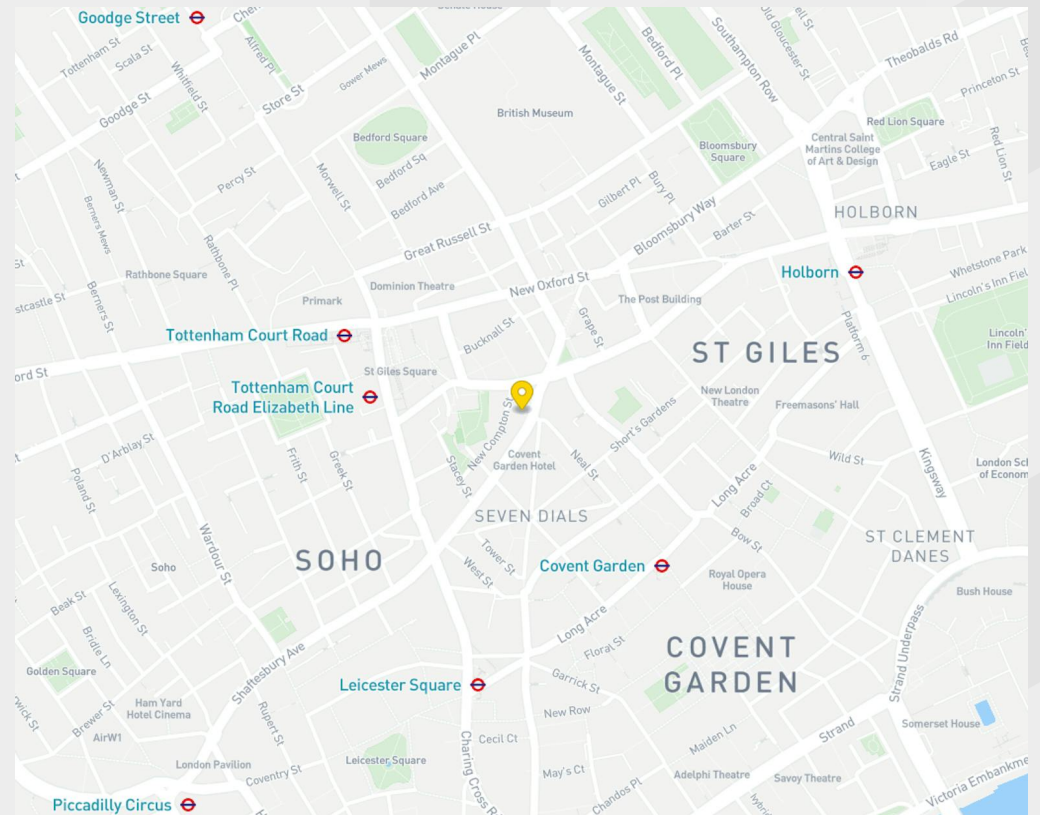 Goodge Street
Tottenham St
Scala St
Alfred Pl
Whitfield St
Goodge St
Store St
Gower Mews
Montague Pl
Montague St
Bedford Pl
Southampton Row
Theobalds Rd
Princeton St
British Museum
Bedford Square
Bedford Sq
Bedford Ave
Bloomsbury
Square
Red Lion Square
Central Saint
Martins College
of Art & Design
Eagle St
Red Lion St
Newman St
Berners Mews
Percy St
Morwell St
Gilbert Pl
Bury Pl
Bloomsbury Way
Barter St
HOLBORN
Great Russell St
Rathbone Pl
Rathbone Square
Berners St
Dominion Theatre
New Oxford St
Holborn
Whetstone Park
Primark
The Post Building
Grape St
Bucknall St
Platform 6
Tottenham Court Road
ST GILES
St Giles Square
Tottenham Court
Road Elizabeth Line
New London
Theatre
Freemasons' Hall
Short's Gardens
New Compton St
Stacey St
Covent
Garden Hotel
Neal St
D'Arblay St
Poland St
Frith St
Greek St
Long Acre
Broad Ct
Wild St
Kingsway
SEVEN DIALS
Bow St
ST CLEMENT
DANES
Wardour St
SOHO
Tower St
West St
Covent Garden
Royal Opera
House
Bush House
Soho
Beak St
Lexington St
Bridle Ln
Long Acre
Floral St
COVENT
GARDEN
Strand Underpass
Golden Square
Shaftesbury Ave
Leicester Square
Garrick St
New Row
Ham Yard
Hotel Cinema
Brewer St
Rupert St
AirW1
Cecil Ct
Maiden Ln
Strand
Somerset House
London Pavilion
Coventry St
Leicester Square
Charing Cross R
May's Ct
Adelphi Theatre
Savoy Theatre
Chandos Pl
Victoria Embankme
Piccadilly Circus